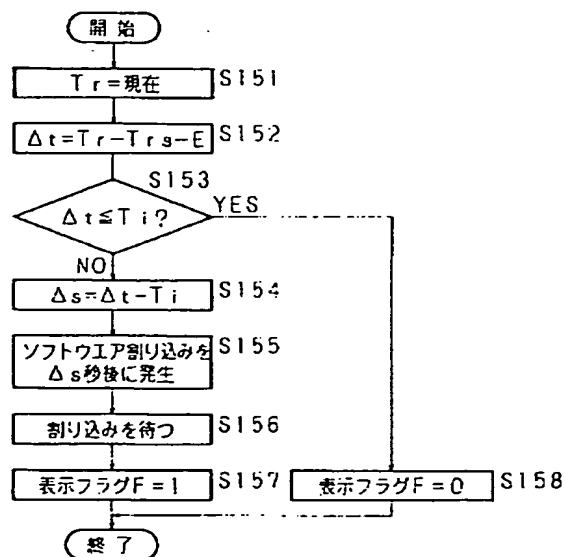 開始
Tr=現在 S151
Δt=Tr-Trs-E S152
S153
Δt≦Ti? YES
NO
Δs=Δt-Ti S154
ソフトウエア割り込みを S155
Δs秒後に発生
割り込みを待つ S156
表示フラグF=1 S157
表示フラグF=0 S158
終了